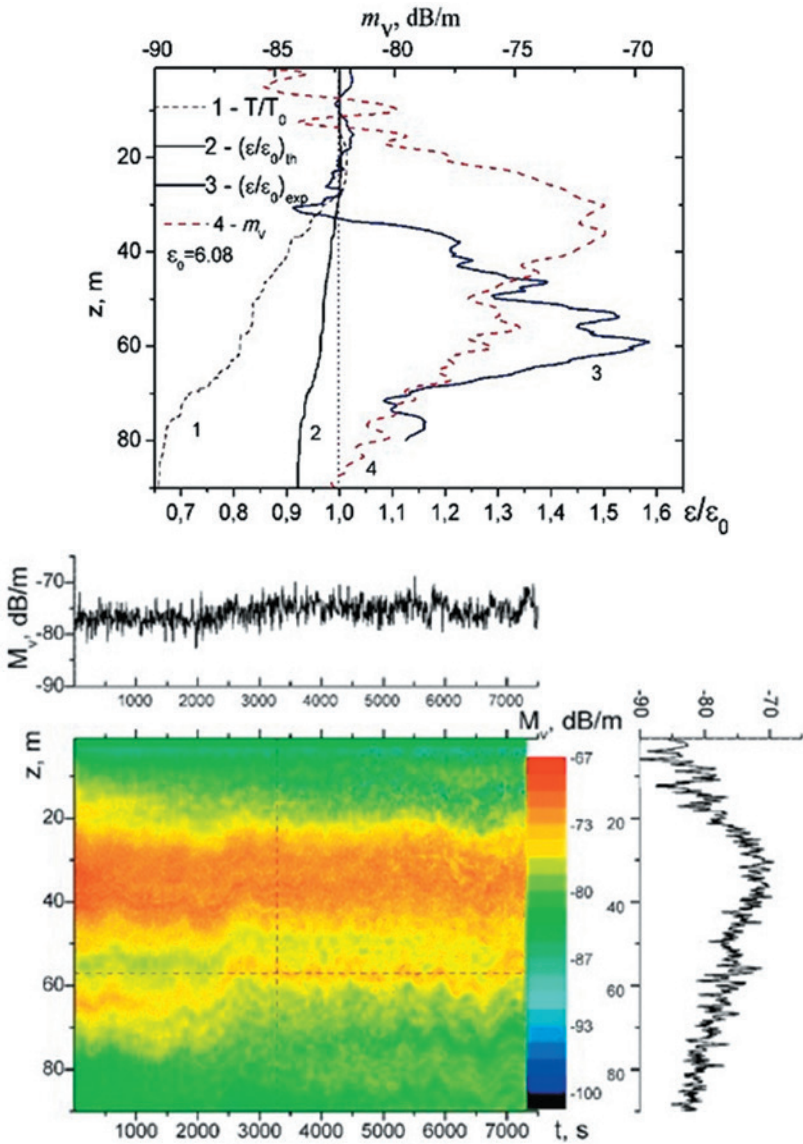 m_v, dB/m
-90 -85 -80 -75 -70
1 - T/T_0
2 - (ε/ε_0)_th
3 - (ε/ε_0)_exp
4 - m_v
ε_0=6.08
z, m
20
40
60
80
1
2
3
4
0,7 0,8 0,9 1,0 1,1 1,2 1,3 1,4 1,5 1,6 ε/ε_0
M_v, dB/m
-70
-80
-90
1000 2000 3000 4000 5000 6000 7000
M_v, dB/m
-90 -80 -70
z, m
20
40
60
80
-67
-73
-80
-87
-93
-100
20
40
60
80
1000 2000 3000 4000 5000 6000 7000 t, s